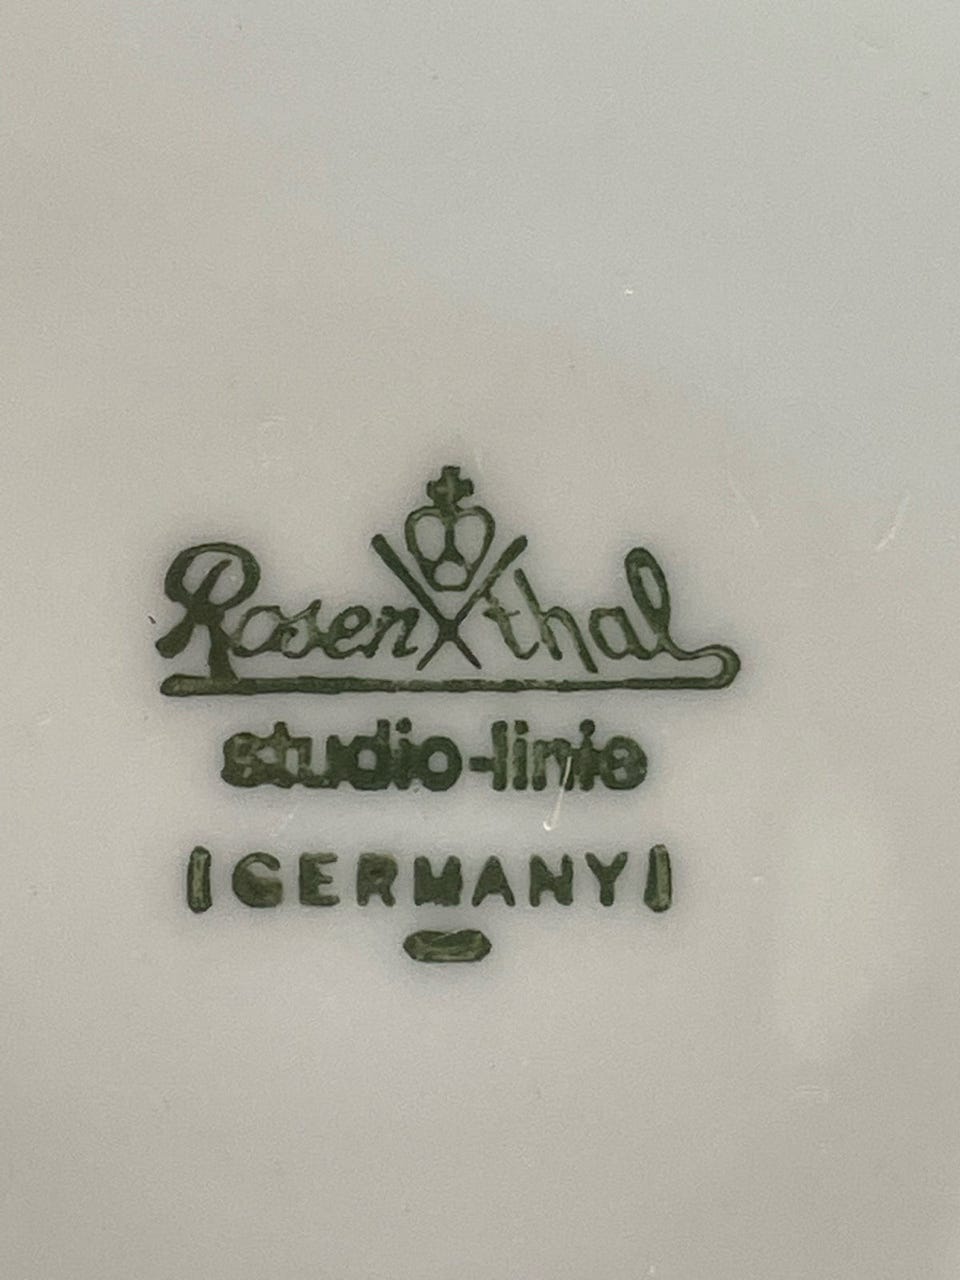 Rosenthal
studio-linie
GERMANY